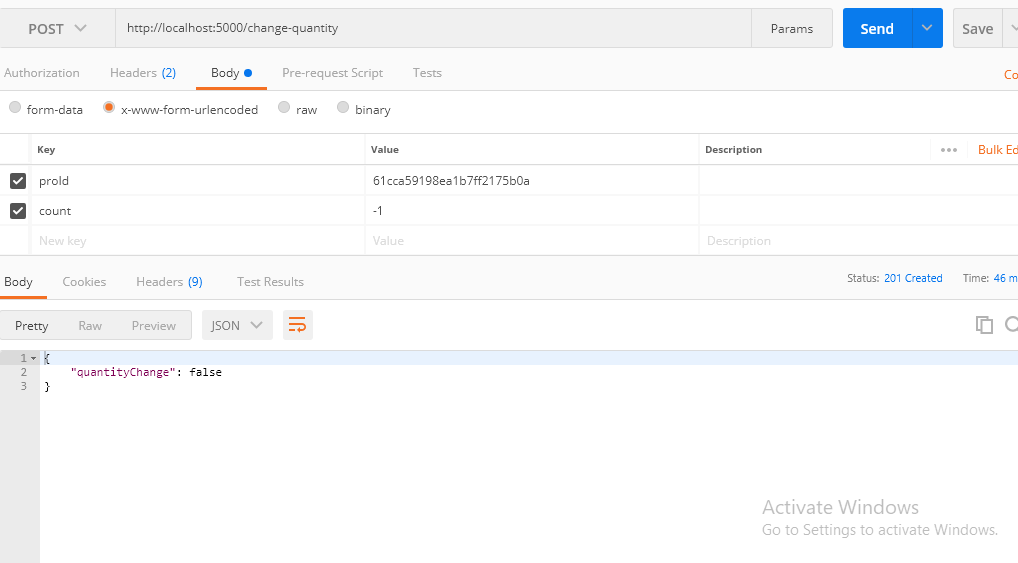 POST http://localhost:5000/change-quantity Params Send Save
Authorization Headers (2) Body Pre-request Script Tests Co
form-data x-www-form-urlencoded raw binary
Key Value Description ••• Bulk Ed
proId 61cca59198ea1b7ff2175b0a
count -1
New key Value Description
Body Cookies Headers (9) Test Results Status: 201 Created Time: 46 m
Pretty Raw Preview JSON
1 {
2 "quantityChange": false
3 }
Activate Windows
Go to Settings to activate Windows.